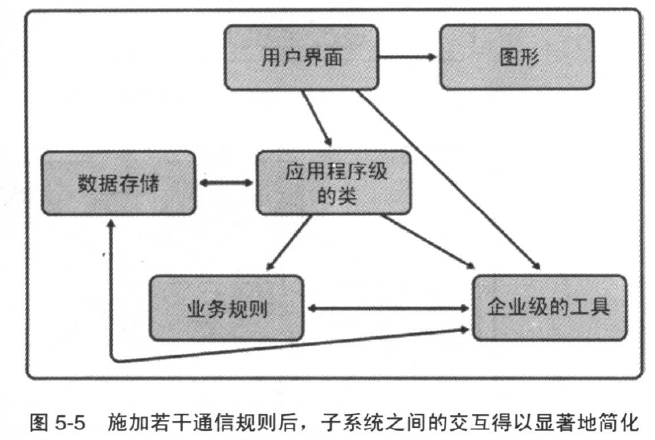 用户界面
图形
数据存储
应用程序级
的类
业务规则
企业级的工具
图 5-5 施加若干通信规则后，子系统之间的交互得以显著地简化